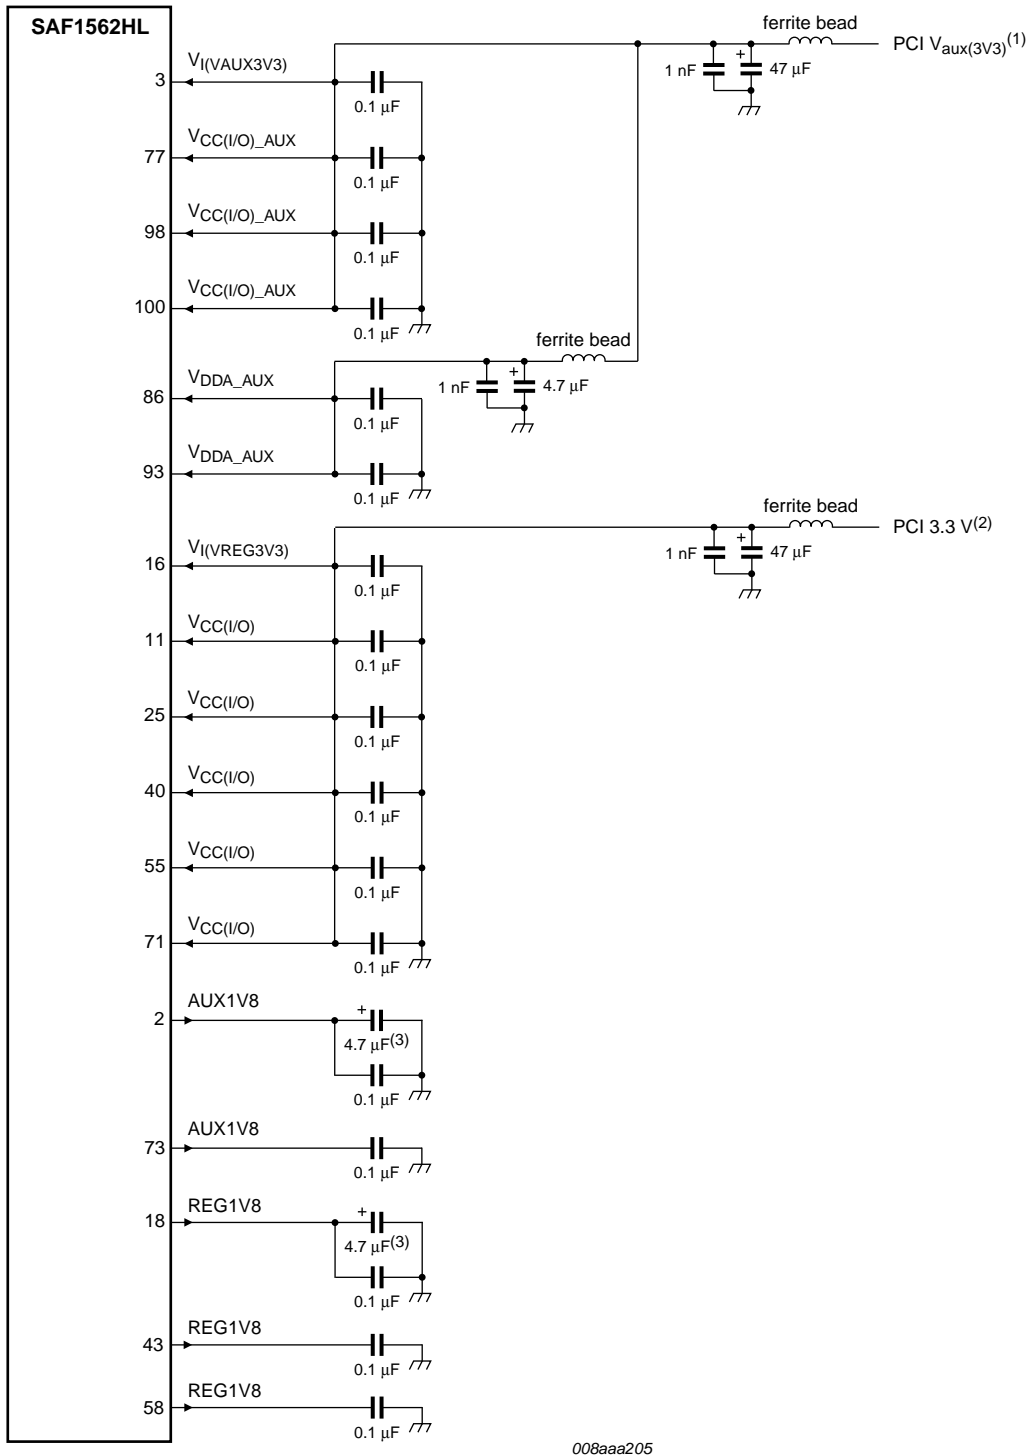 SAF1562HL
ferrite bead
PCI Vaux(3V3)(1)
1 nF
+
47 μF
3
VI(VAUX3V3)
0.1 μF
77
VCC(I/O)_AUX
0.1 μF
98
VCC(I/O)_AUX
0.1 μF
100
VCC(I/O)_AUX
0.1 μF
ferrite bead
1 nF
+
4.7 μF
86
VDDA_AUX
0.1 μF
93
VDDA_AUX
0.1 μF
ferrite bead
PCI 3.3 V(2)
1 nF
+
47 μF
16
VI(VREG3V3)
0.1 μF
11
VCC(I/O)
0.1 μF
25
VCC(I/O)
0.1 μF
40
VCC(I/O)
0.1 μF
55
VCC(I/O)
0.1 μF
71
VCC(I/O)
0.1 μF
2
AUX1V8
+
4.7 μF(3)
0.1 μF
73
AUX1V8
0.1 μF
18
REG1V8
+
4.7 μF(3)
0.1 μF
43
REG1V8
0.1 μF
58
REG1V8
0.1 μF
008aaa205